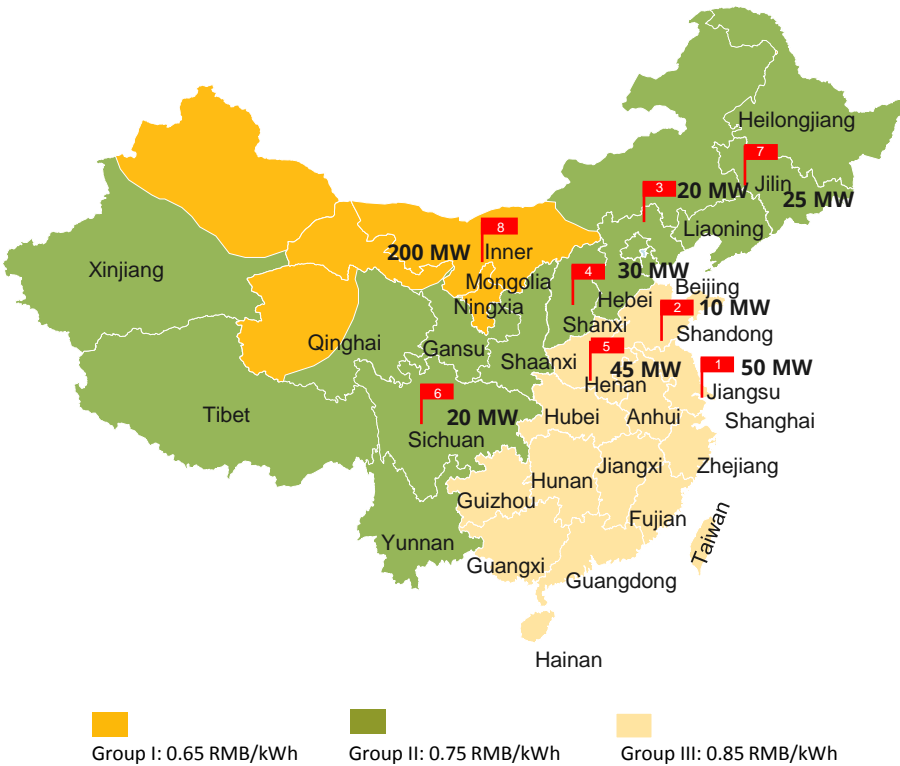 Heilongjiang
7
Jilin
25 MW
3
20 MW
Liaoning
8
200 MW
Inner
Mongolia
Ningxia
Xinjiang
4
30 MW
Beijing
Hebei
Shanxi
2
10 MW
Shandong
Qinghai
Gansu
Shaanxi
5
45 MW
Henan
1
50 MW
Jiangsu
6
20 MW
Sichuan
Tibet
Hubei
Anhui
Shanghai
Jiangxi
Zhejiang
Hunan
Guizhou
Fujian
Taiwan
Yunnan
Guangxi
Guangdong
Hainan
Group I: 0.65 RMB/kWh
Group II: 0.75 RMB/kWh
Group III: 0.85 RMB/kWh